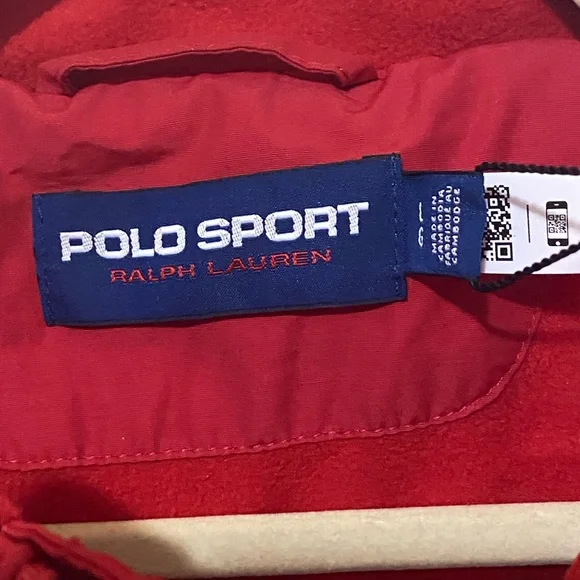 POLO SPORT
RALPH LAUREN
MADE IN
CAMBODIA
FABRIQUÉ AU
CAMBODGE